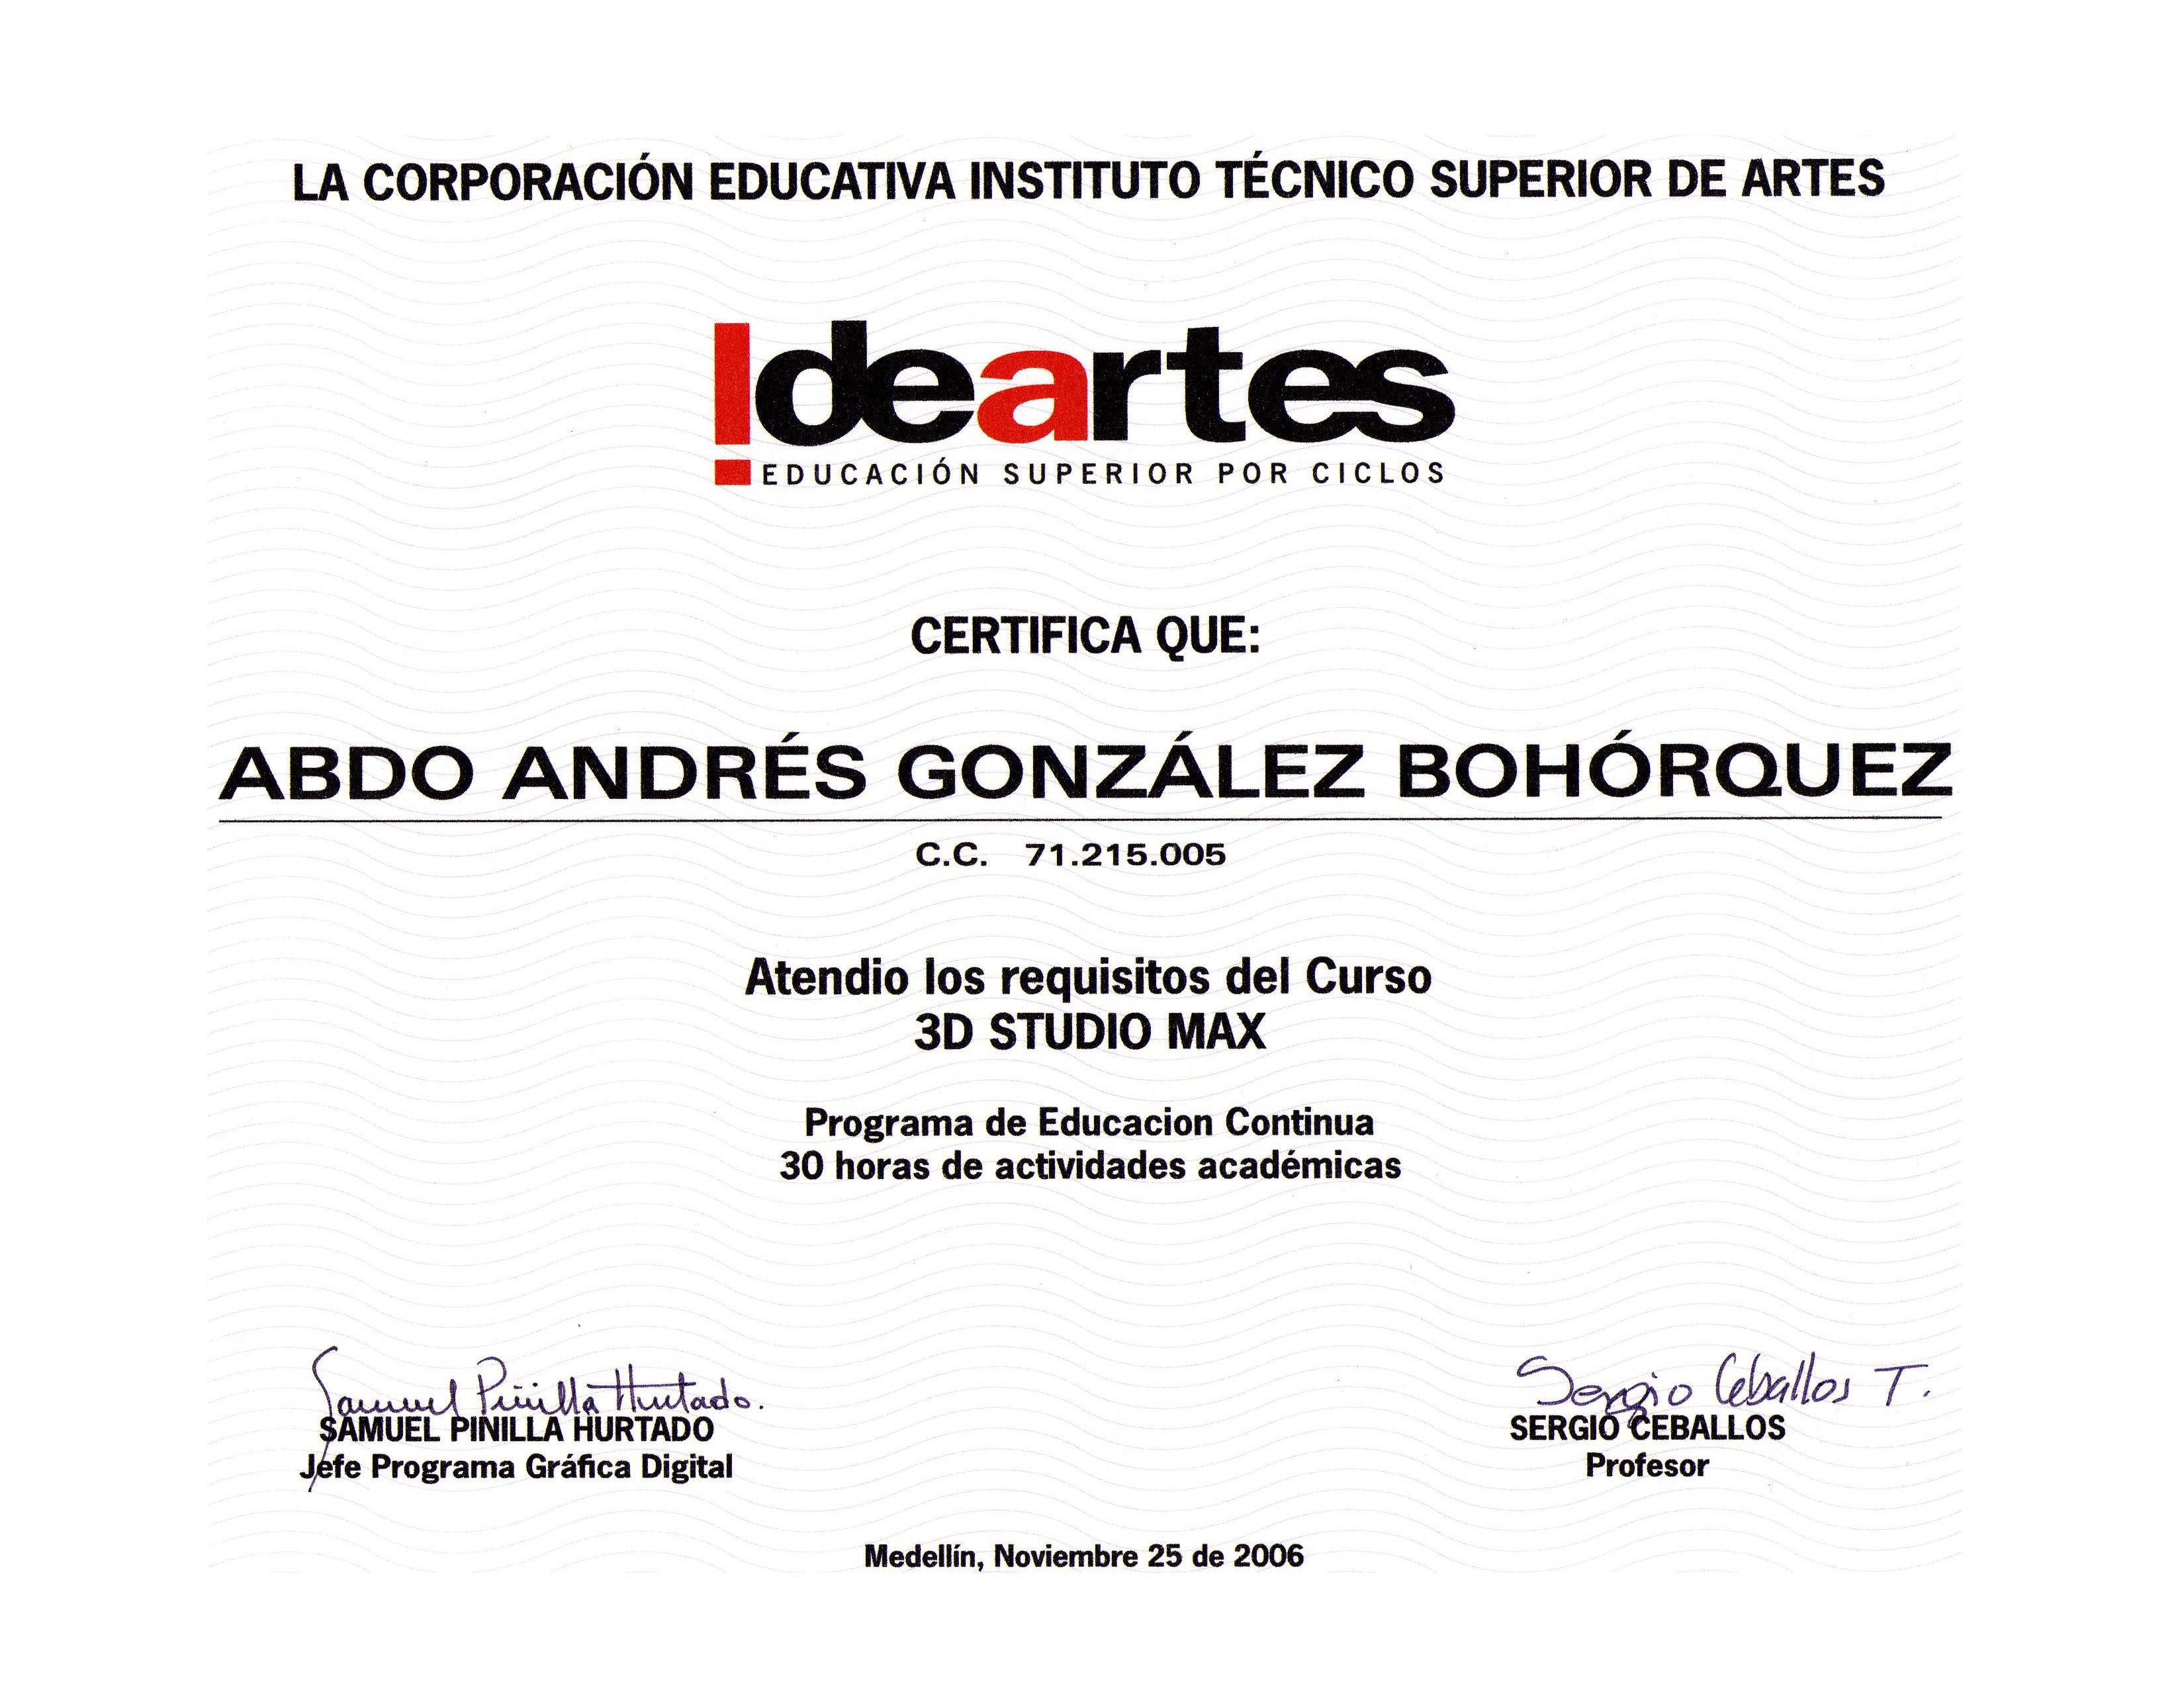 LA CORPORACIÓN EDUCATIVA INSTITUTO TÉCNICO SUPERIOR DE ARTES
Ideartes
EDUCACIÓN SUPERIOR POR CICLOS
CERTIFICA QUE:
ABDO ANDRÉS GONZÁLEZ BOHÓRQUEZ
C.C. 71.215.005
Atendio los requisitos del Curso
3D STUDIO MAX
Programa de Educacion Continua
30 horas de actividades académicas
Samuel Pinilla Hurtado.
SAMUEL PINILLA HURTADO
Jefe Programa Gráfica Digital
Sergio Ceballos T.
SERGIO CEBALLOS
Profesor
Medellín, Noviembre 25 de 2006